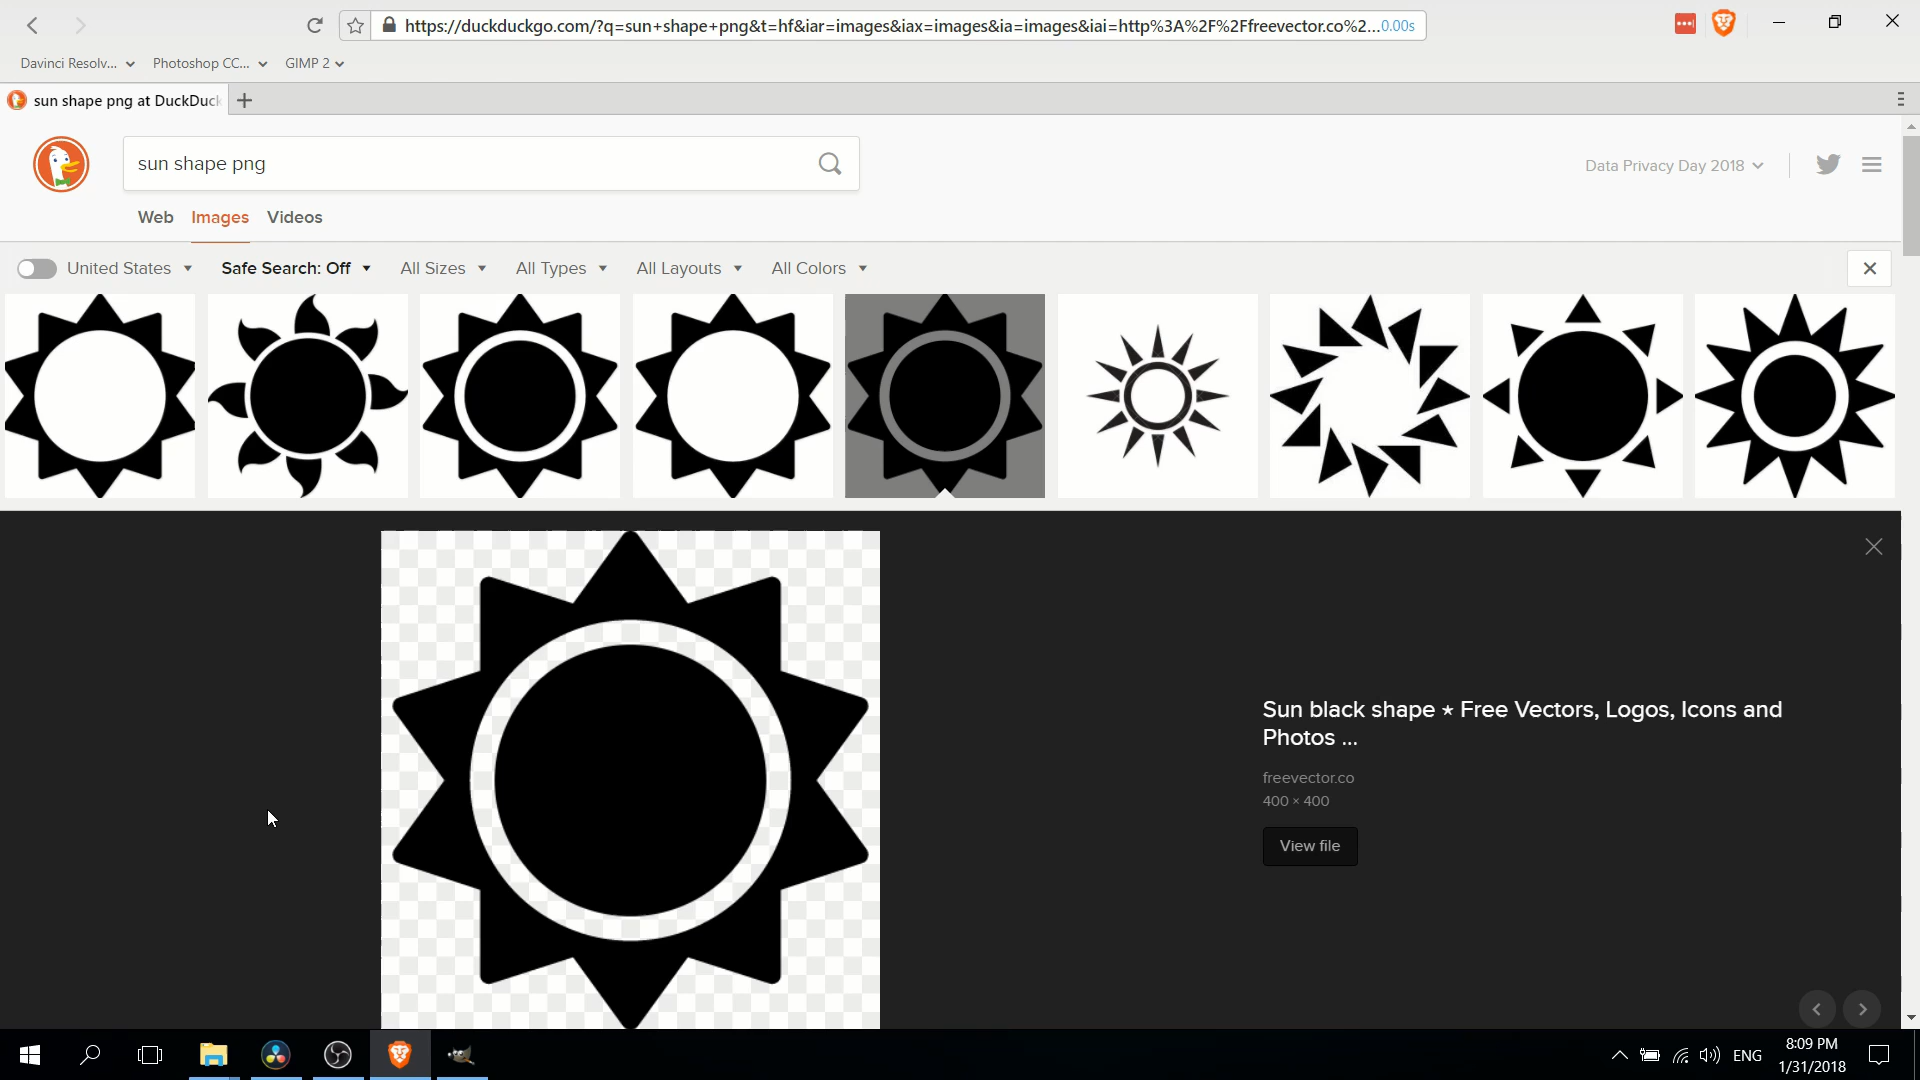 https://duckduckgo.com/?q=sun+shape+png&t=hf&iar=images&iax=images&ia=images&iai=http%3A%2F%2Ffreevector.co%2...0.00s
Davinci Resolv... Photoshop CC... GIMP 2
sun shape png at DuckDuck
sun shape png
Data Privacy Day 2018
Web Images Videos
United States Safe Search: Off All Sizes All Types All Layouts All Colors
Sun black shape ⋆ Free Vectors, Logos, Icons and
Photos ...
freevector.co
400 × 400
View file
ENG
8:09 PM
1/31/2018